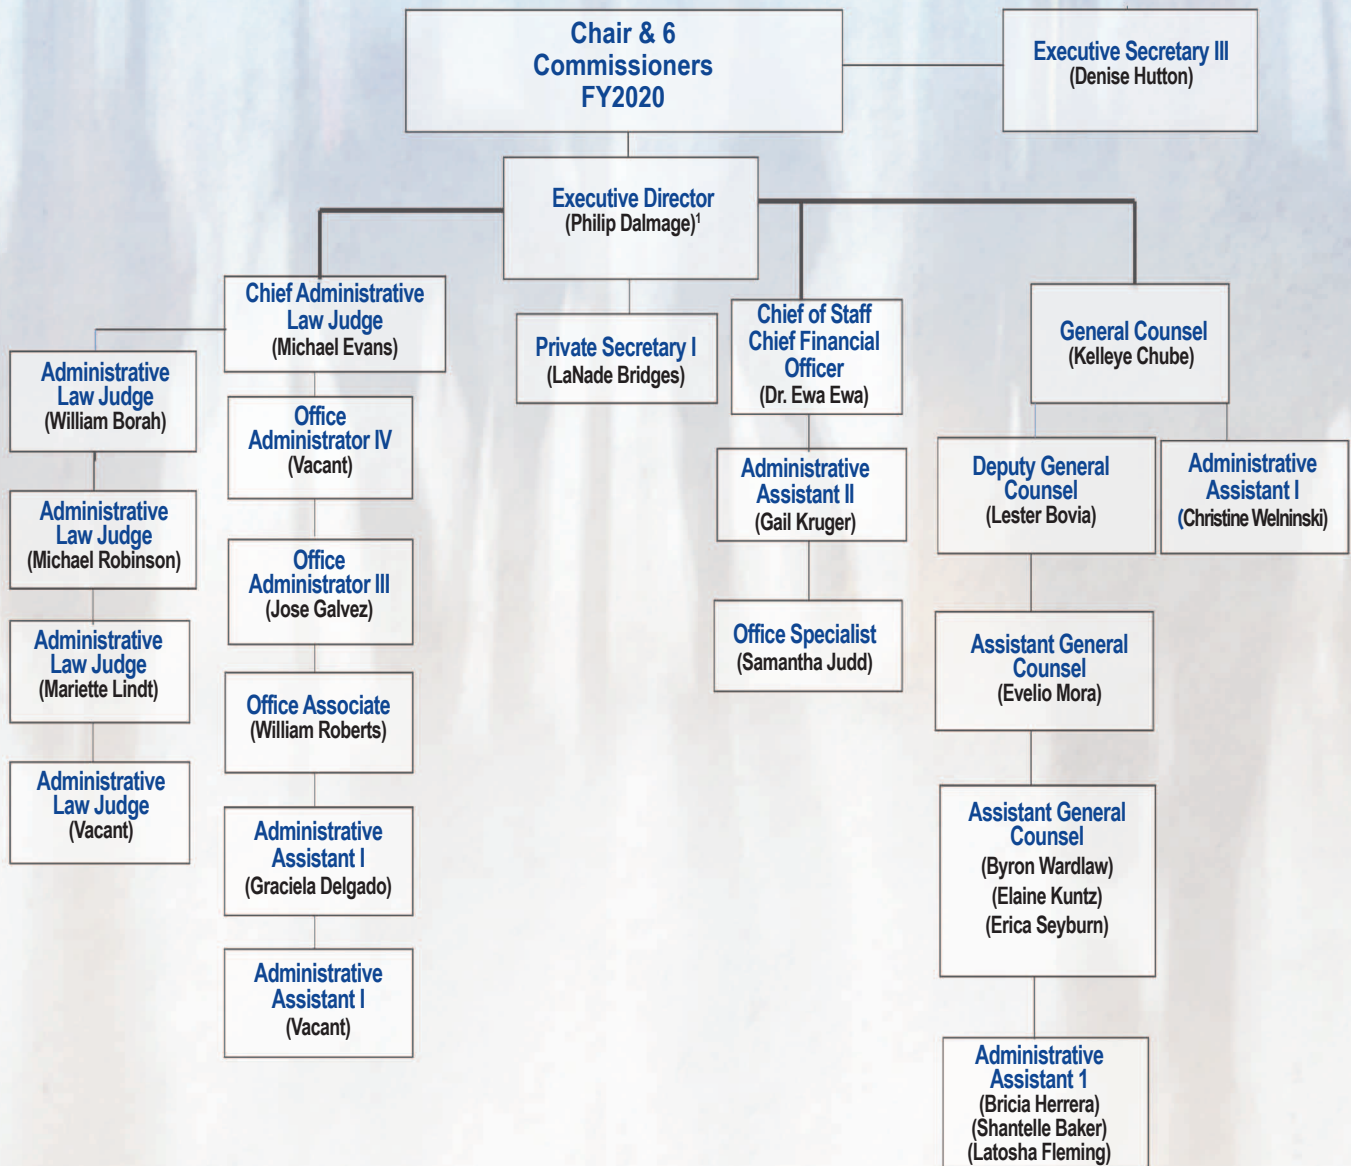 Chair & 6
Commissioners
FY2020
Executive Secretary III
(Denise Hutton)
Executive Director
(Philip Dalmage)¹
Chief Administrative
Law Judge
(Michael Evans)
Private Secretary I
(LaNade Bridges)
Chief of Staff
Chief Financial
Officer
(Dr. Ewa Ewa)
General Counsel
(Kelleye Chube)
Administrative
Law Judge
(William Borah)
Administrative
Law Judge
(Michael Robinson)
Administrative
Law Judge
(Mariette Lindt)
Administrative
Law Judge
(Vacant)
Office
Administrator IV
(Vacant)
Office
Administrator III
(Jose Galvez)
Office Associate
(William Roberts)
Administrative
Assistant I
(Graciela Delgado)
Administrative
Assistant I
(Vacant)
Administrative
Assistant II
(Gail Kruger)
Office Specialist
(Samantha Judd)
Deputy General
Counsel
(Lester Bovia)
Administrative
Assistant I
(Christine Welninski)
Assistant General
Counsel
(Evelio Mora)
Assistant General
Counsel
(Byron Wardlaw)
(Elaine Kuntz)
(Erica Seyburn)
Administrative
Assistant 1
(Bricia Herrera)
(Shantelle Baker)
(Latosha Fleming)